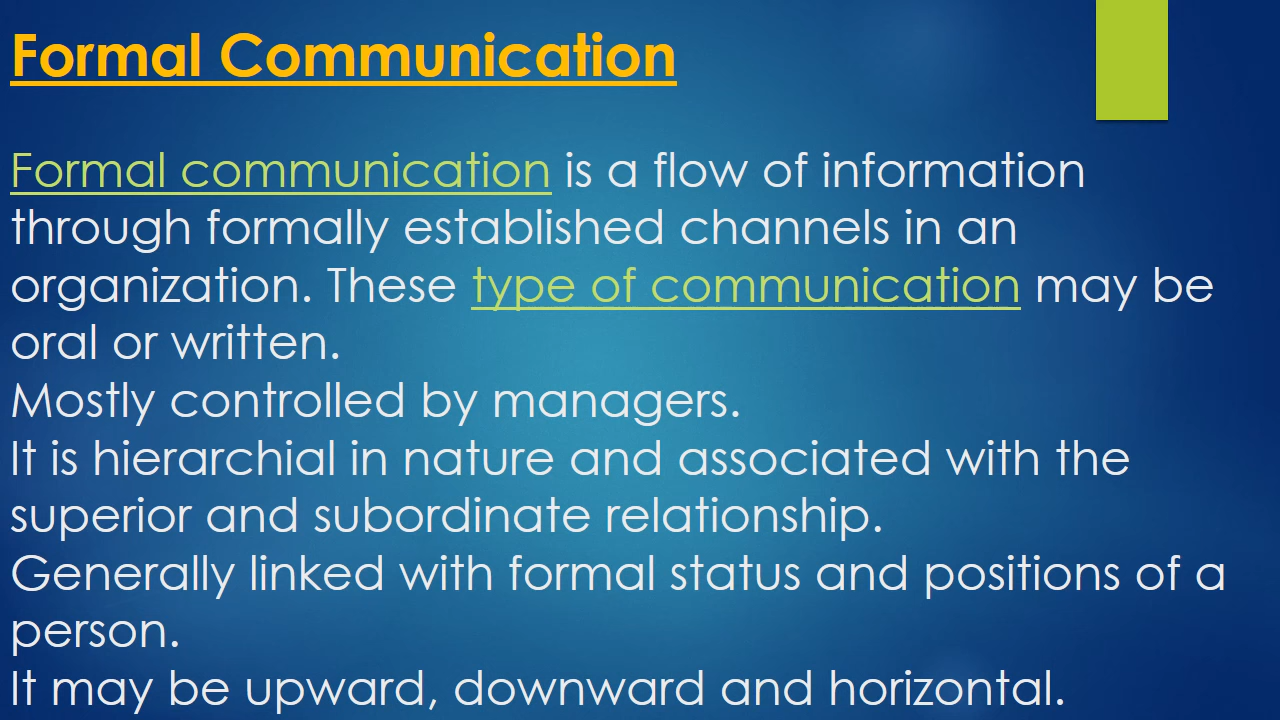 Formal Communication
Formal communication is a flow of information
through formally established channels in an
organization. These type of communication may be
oral or written.
Mostly controlled by managers.
It is hierarchial in nature and associated with the
superior and subordinate relationship.
Generally linked with formal status and positions of a
person.
It may be upward, downward and horizontal.